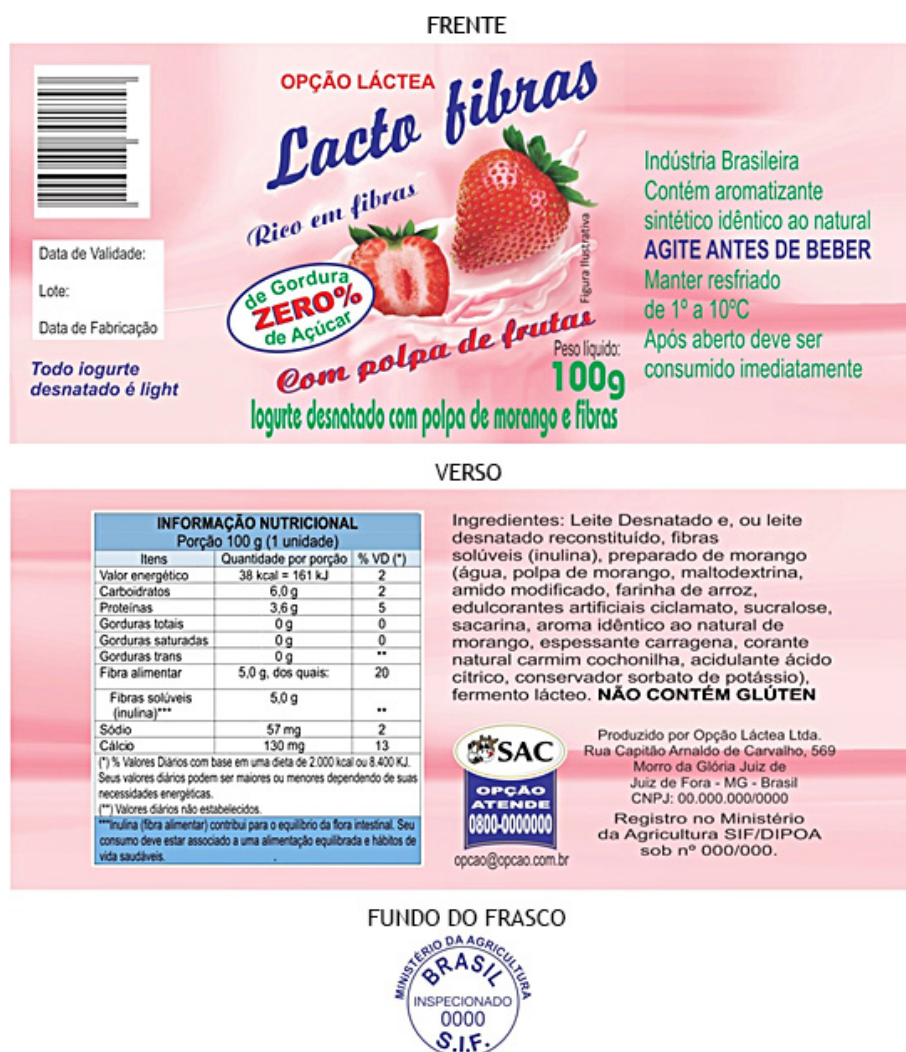 FRENTE
OPÇÃO LÁCTEA
Lacto fibras
Rico em fibras
de Gordura
ZERO%
de Açúcar
Com polpa de frutas
Figura Ilustrativa
Peso líquido:
100g
Iogurte desnatado com polpa de morango e fibras
Data de Validade:
Lote:
Data de Fabricação
Todo iogurte
desnatado é light
Indústria Brasileira
Contém aromatizante
sintético idêntico ao natural
AGITE ANTES DE BEBER
Manter resfriado
de 1º a 10ºC
Após aberto deve ser
consumido imediatamente
VERSO
INFORMAÇÃO NUTRICIONAL
Porção 100 g (1 unidade)
Itens Quantidade por porção % VD (*)
Valor energético 38 kcal = 161 kJ 2
Carboidratos 6,0 g 2
Proteínas 3,6 g 5
Gorduras totais 0 g 0
Gorduras saturadas 0 g 0
Gorduras trans 0 g **
Fibra alimentar 5,0 g, dos quais: 20
Fibras solúveis 5,0 g
(inulina)*** **
Sódio 57 mg 2
Cálcio 130 mg 13
(*) % Valores Diários com base em uma dieta de 2.000 kcal ou 8.400 KJ.
Seus valores diários podem ser maiores ou menores dependendo de suas
necessidades energéticas.
(**) Valores diários não estabelecidos.
***Inulina (fibra alimentar) contribui para o equilíbrio da flora intestinal. Seu
consumo deve estar associado a uma alimentação equilibrada e hábitos de
vida saudáveis.
Ingredientes: Leite Desnatado e, ou leite
desnatado reconstituído, fibras
solúveis (inulina), preparado de morango
(água, polpa de morango, maltodextrina,
amido modificado, farinha de arroz,
edulcorantes artificiais ciclamato, sucralose,
sacarina, aroma idêntico ao natural de
morango, espessante carragena, corante
natural carmim cochonilha, acidulante ácido
cítrico, conservador sorbato de potássio),
fermento lácteo. NÃO CONTÉM GLÚTEN
SAC
OPÇÃO
ATENDE
0800-0000000
opcao@opcao.com.br
Produzido por Opção Láctea Ltda.
Rua Capitão Arnaldo de Carvalho, 569
Morro da Glória Juiz de
Juiz de Fora - MG - Brasil
CNPJ: 00.000.000/0000
Registro no Ministério
da Agricultura SIF/DIPOA
sob nº 000/000.
FUNDO DO FRASCO
MINISTÉRIO DA AGRICULTURA
BRASIL
INSPECIONADO
0000
S.I.F.